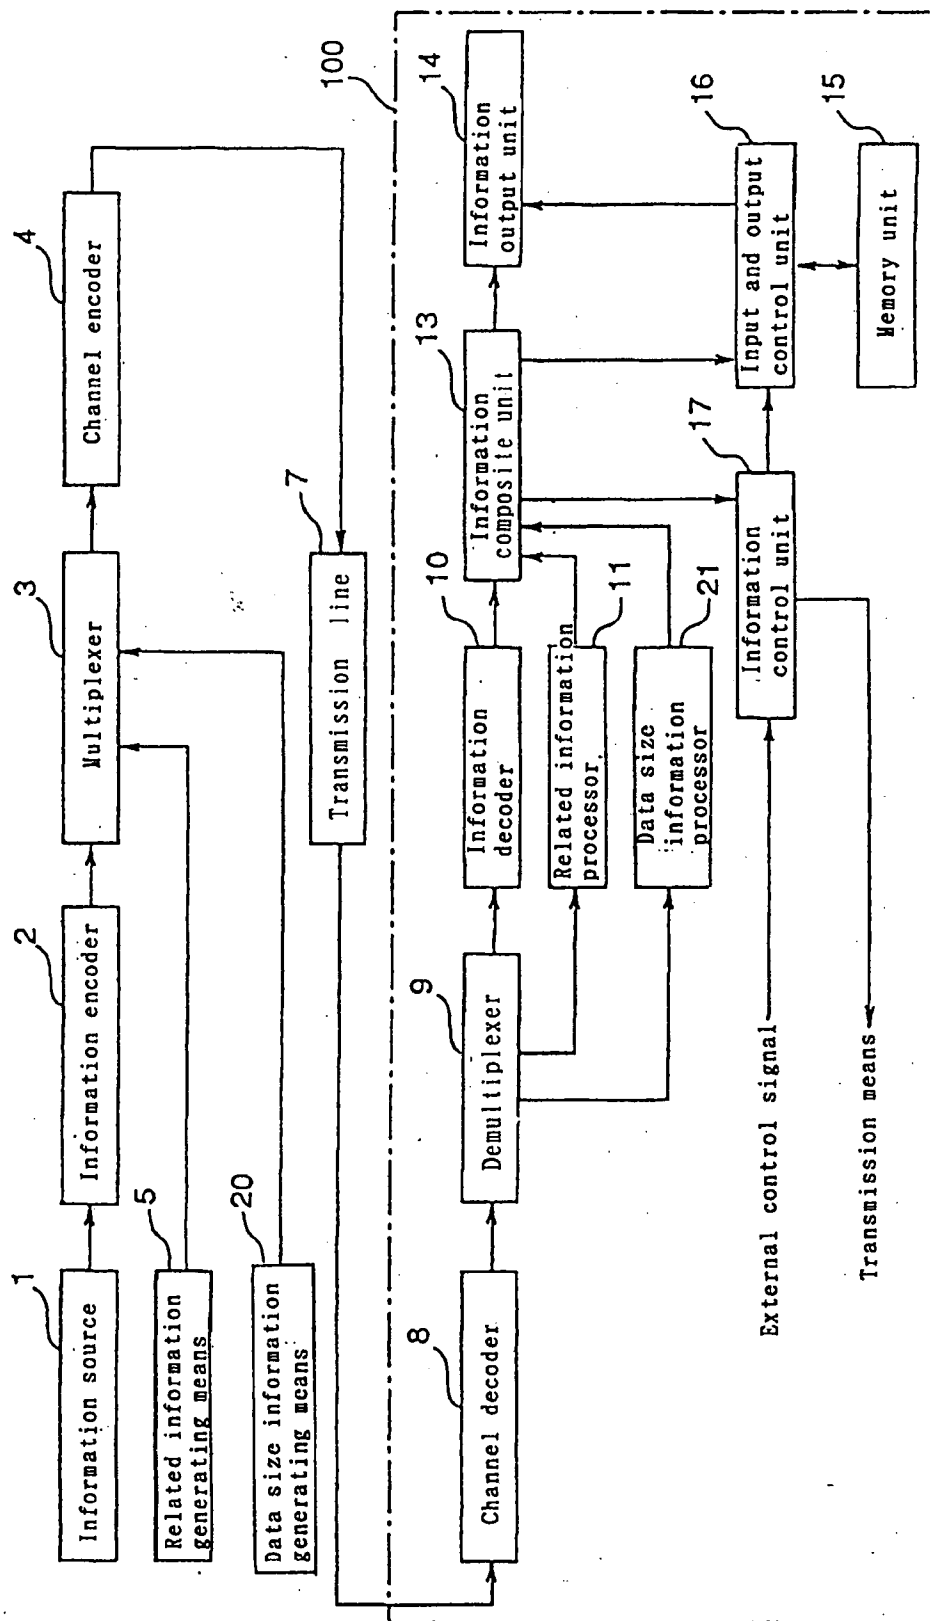 1
Information source
2
Information encoder
3
Multiplexer
4
Channel encoder
5
Related information
generating means
20
Data size information
generating means
7
Transmission line
100
8
Channel decoder
9
Demultiplexer
10
Information
decoder
11
Related information
processor
21
Data size
information
processor
13
Information
composite unit
14
Information
output unit
16
Input and output
control unit
15
Memory unit
17
Information
control unit
External control signal
Transmission means